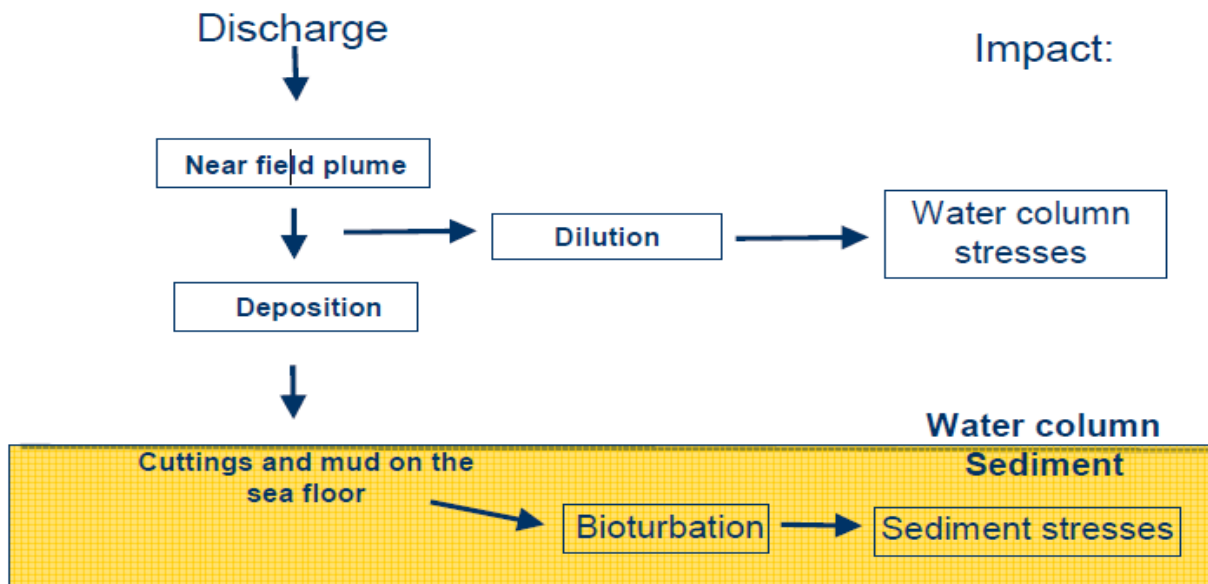 Discharge
Impact:
Near field plume
Dilution
Water column
stresses
Deposition
Water column
Sediment
Cuttings and mud on the
sea floor
Bioturbation
Sediment stresses